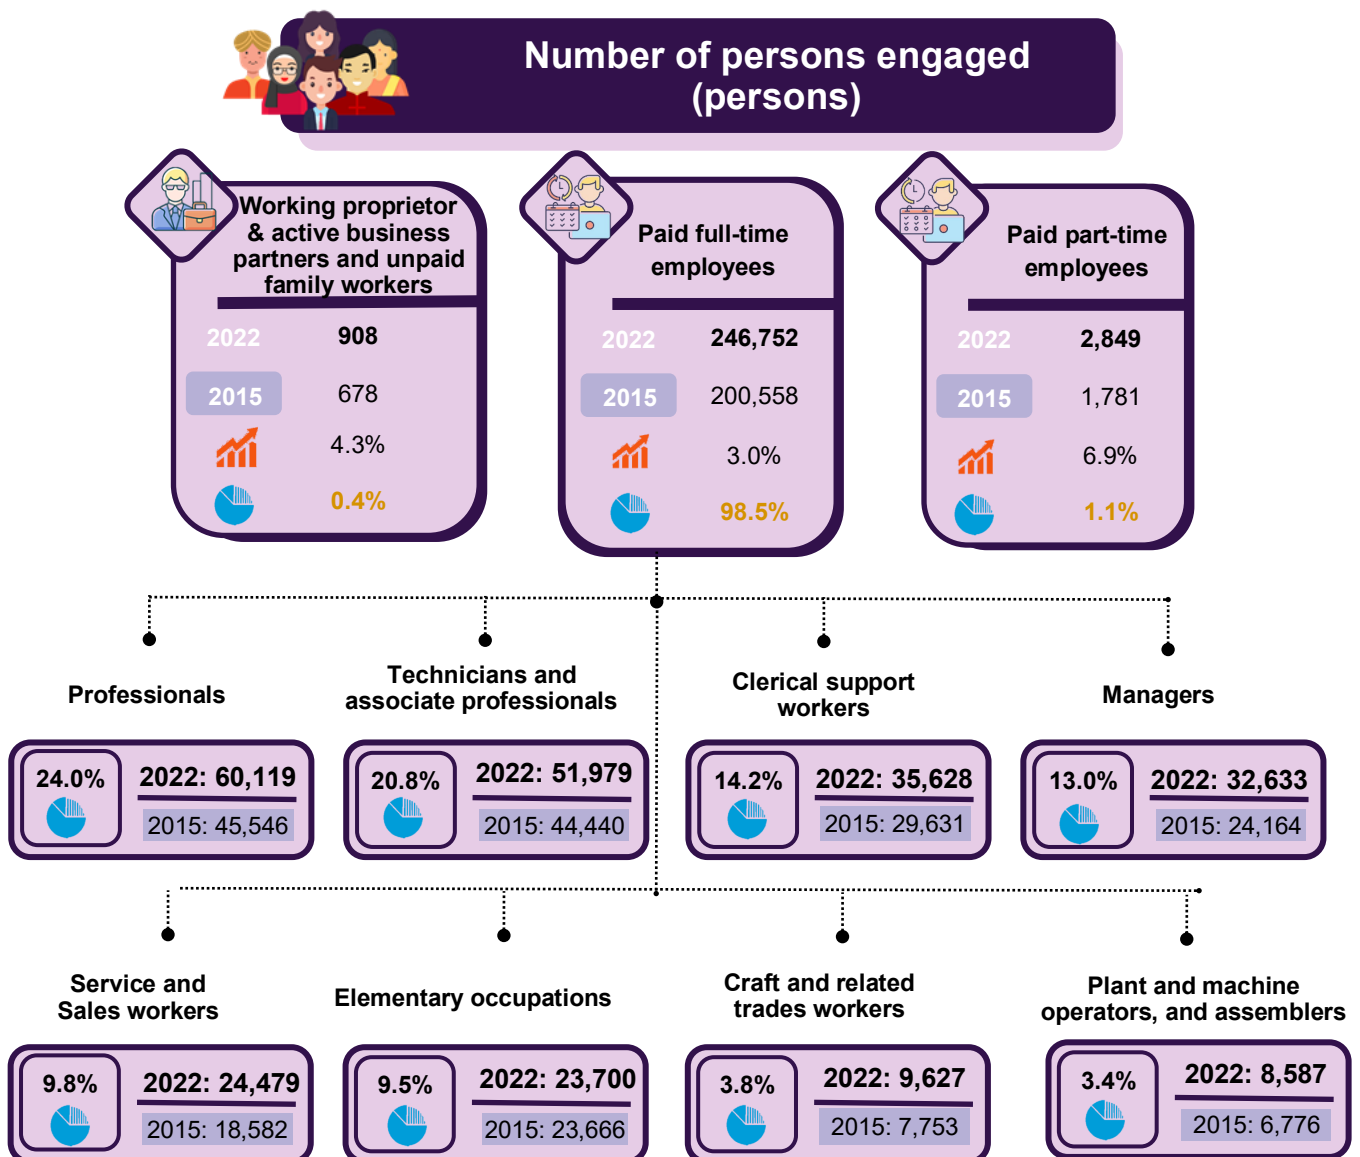 Number of persons engaged
(persons)
Working proprietor
& active business
partners and unpaid
family workers
2022 908
2015 678
4.3%
0.4%
Paid full-time
employees
2022 246,752
2015 200,558
3.0%
98.5%
Paid part-time
employees
2022 2,849
2015 1,781
6.9%
1.1%
Professionals
24.0%
2022: 60,119
2015: 45,546
Technicians and
associate professionals
20.8%
2022: 51,979
2015: 44,440
Clerical support
workers
14.2%
2022: 35,628
2015: 29,631
Managers
13.0%
2022: 32,633
2015: 24,164
Service and
Sales workers
9.8%
2022: 24,479
2015: 18,582
Elementary occupations
9.5%
2022: 23,700
2015: 23,666
Craft and related
trades workers
3.8%
2022: 9,627
2015: 7,753
Plant and machine
operators, and assemblers
3.4%
2022: 8,587
2015: 6,776